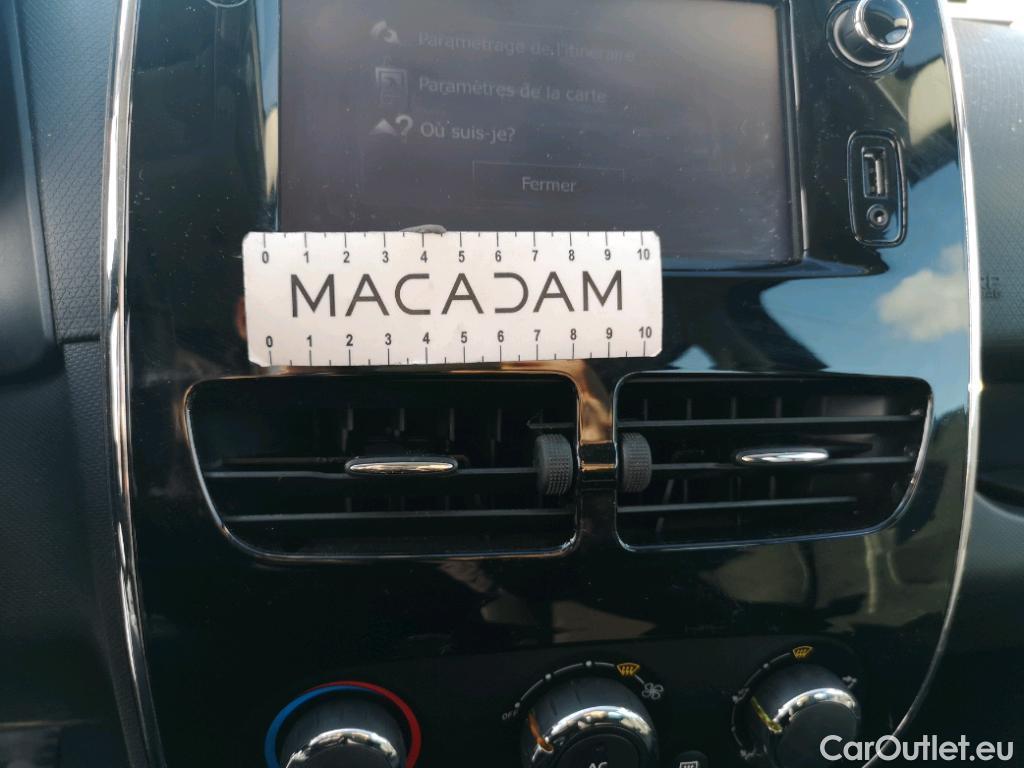 Paramétrage de l'itinéraire
Paramètres de la carte
Où suis-je?
Fermer
0 1 2 3 4 5 6 7 8 9 10
MACADAM
0 1 2 3 4 5 6 7 8 9 10
OFF
AC
CarOutlet.eu